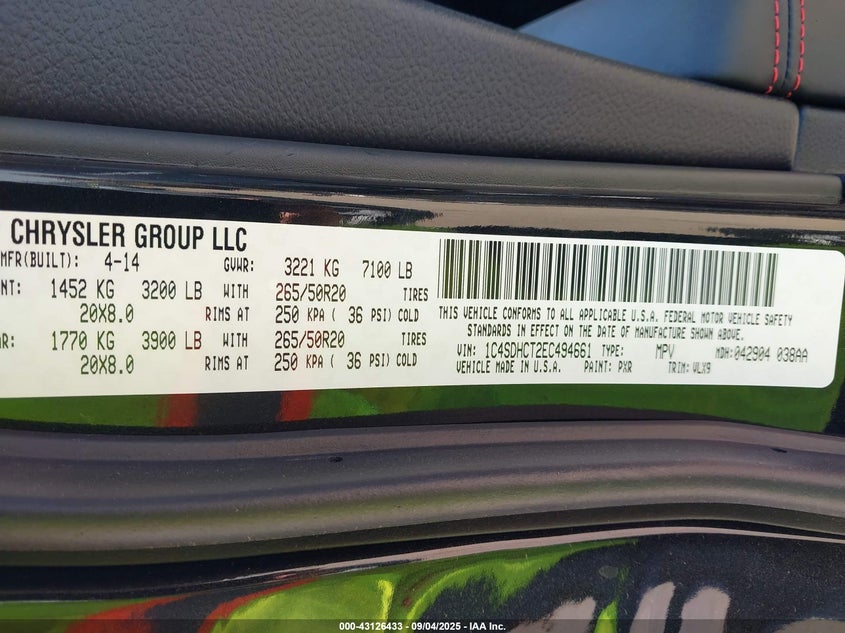 CHRYSLER GROUP LLC
MFR(BUILT): 4-14 GVWR: 3221 KG 7100 LB
NT: 1452 KG 3200 LB WITH 265/50R20 TIRES
20X8.0 RIMS AT 250 KPA ( 36 PSI) COLD
AR: 1770 KG 3900 LB WITH 265/50R20 TIRES
20X8.0 RIMS AT 250 KPA ( 36 PSI) COLD
THIS VEHICLE CONFORMS TO ALL APPLICABLE U.S.A. FEDERAL MOTOR VEHICLE SAFETY
STANDARDS IN EFFECT ON THE DATE OF MANUFACTURE SHOWN ABOVE.
VIN: 1C4SDHCT2EC494661 TYPE: MPV MDH:042904 038AA
VEHICLE MADE IN U.S.A. PAINT: PXR TRIM: VLX9
000-43126433 - 09/04/2025 - IAA Inc.